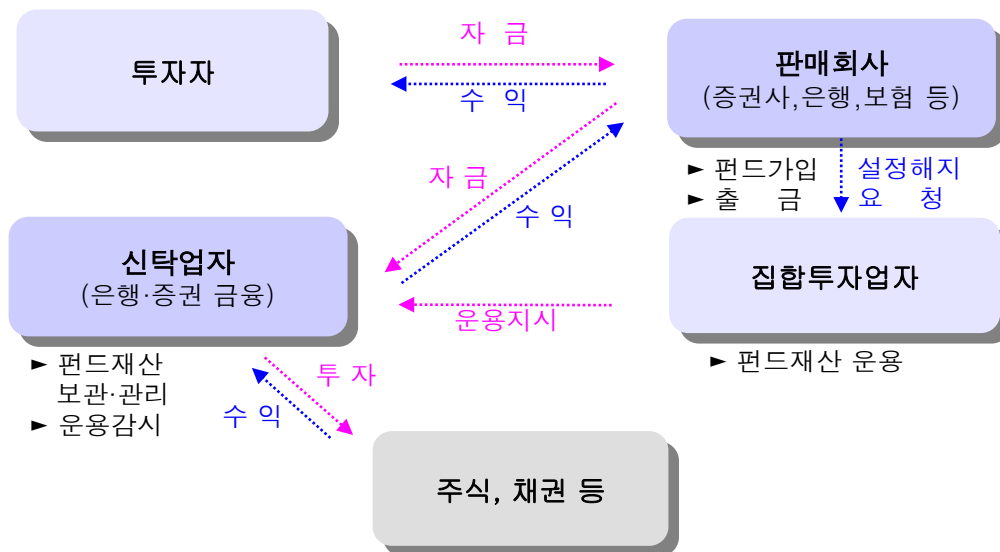 투자자
자 금
수 익
판매회사
(증권사,은행,보험 등)
► 펀드가입
► 출 금
설정해지
요 청
자 금
수 익
신탁업자
(은행·증권 금융)
집합투자업자
운용지시
► 펀드재산
보관·관리
► 운용감시
► 펀드재산 운용
투 자
수 익
주식, 채권 등